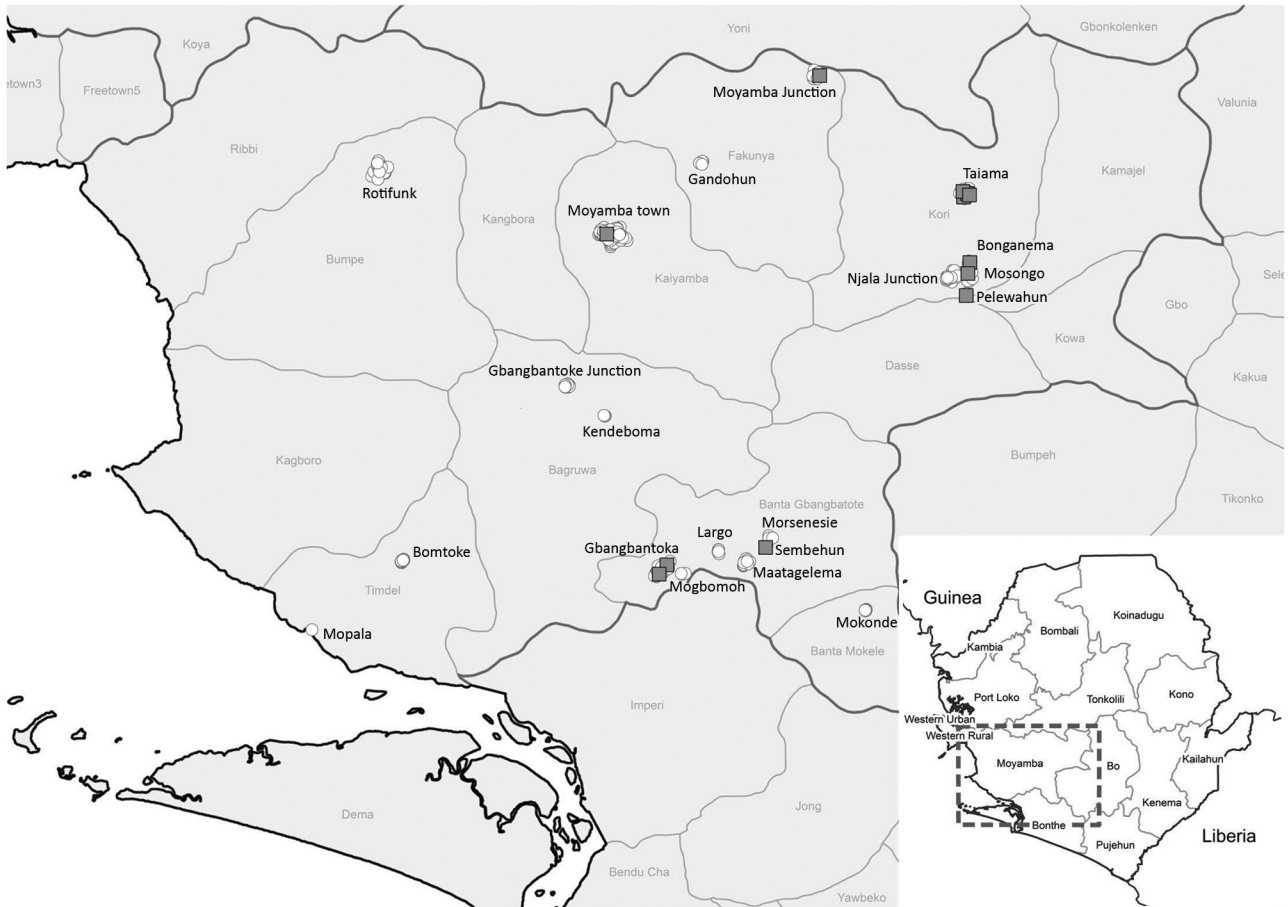 Gbonkolenken
Yoni
Koya
etown3
Freetown5
Moyamba Junction
Valunia
Ribbi
Fakunya
Kamajel
Gandohun
Taiama
Rotifunk
Moyamba town
Kangbora
Kori
Bonganema
Bumpe
Kaiyamba
Njala Junction
Mosongo
Sele
Pelewahun
Gbo
Kowa
Dasse
Gbangbantoke Junction
Kakua
Kendeboma
Kagboro
Bagruwa
Bumpeh
Tikonko
Banta Gbangbatote
Morsenesie
Largo
Gbangbantoka
Sembehun
Bomtoke
Maatagelema
Mogbomoh
Timdel
Mopala
Mokonde
Banta Mokele
Imperi
Dema
Jong
Bendu Cha
Yawbeko
Guinea
Koinadugu
Bombali
Kambia
Port Loko
Tonkolili
Kono
Western Urban
Western Rural
Moyamba
Bo
Kailahun
Kenema
Bonthe
Liberia
Pujehun